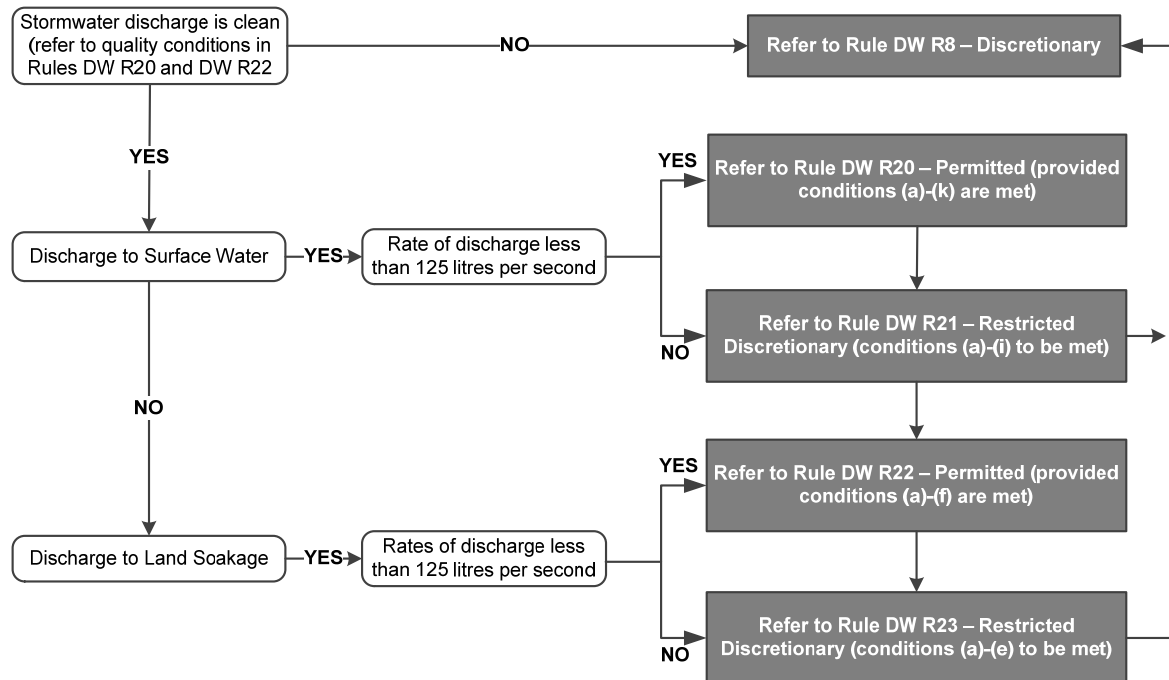 Stormwater discharge is clean
(refer to quality conditions in
Rules DW R20 and DW R22
NO
Refer to Rule DW R8 – Discretionary
YES
YES
Refer to Rule DW R20 – Permitted (provided
conditions (a)-(k) are met)
Discharge to Surface Water
YES
Rate of discharge less
than 125 litres per second
NO
Refer to Rule DW R21 – Restricted
Discretionary (conditions (a)-(i) to be met)
NO
YES
Refer to Rule DW R22 – Permitted (provided
conditions (a)-(f) are met)
Discharge to Land Soakage
YES
Rates of discharge less
than 125 litres per second
NO
Refer to Rule DW R23 – Restricted
Discretionary (conditions (a)-(e) to be met)